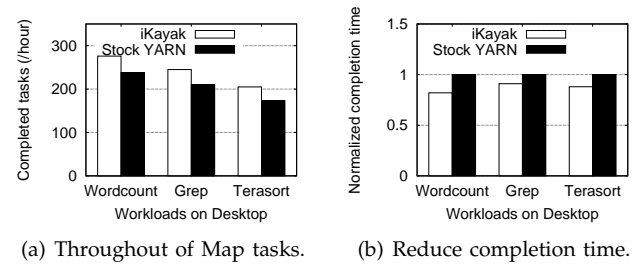 Completed tasks (/hour)
300
200
100
0
iKayak
Stock YARN
Wordcount Grep Terasort
Workloads on Desktop
(a) Throughout of Map tasks.
Normalized completion time
1.5
1
0.5
0
iKayak
Stock YARN
Wordcount Grep Terasort
Workloads on Desktop
(b) Reduce completion time.